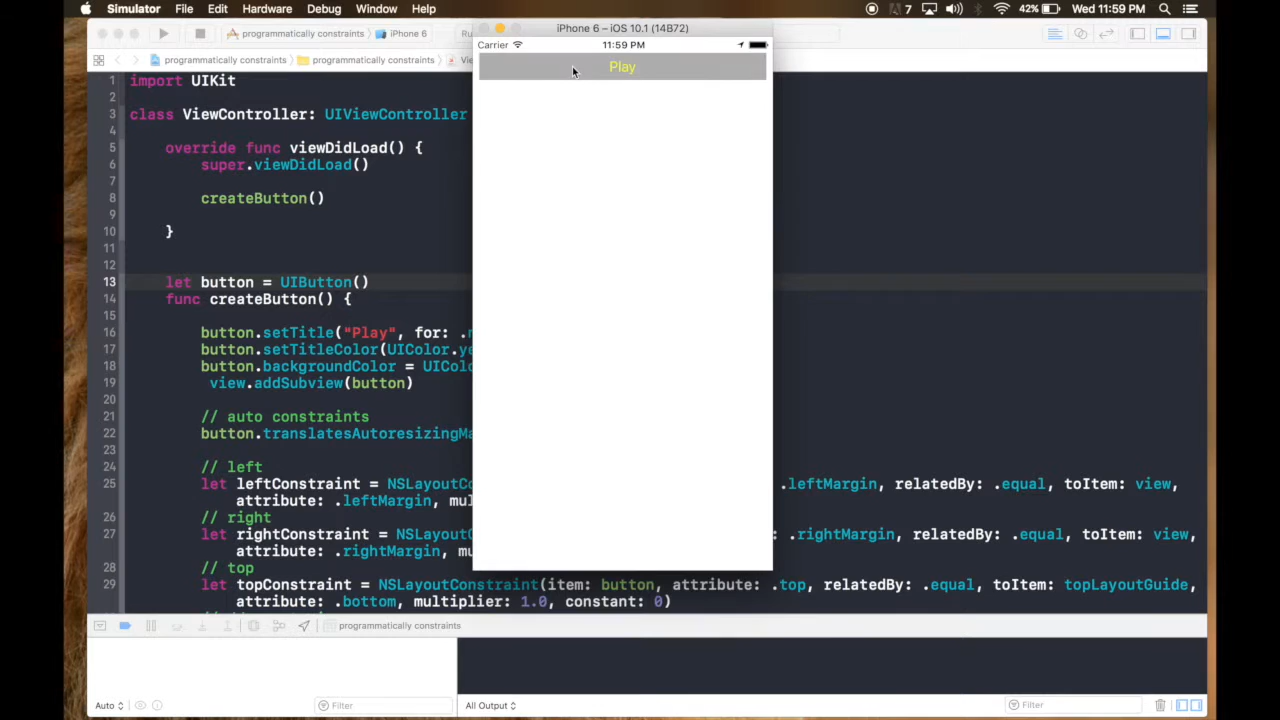 Simulator File Edit Hardware Debug Window Help 7 42% Wed 11:59 PM
iPhone 6 – iOS 10.1 (14B72)
programmatically constraints iPhone 6 Ru
Carrier 11:59 PM
programmatically constraints programmatically constraints Vi
Play
1 import UIKit
2
3 class ViewController: UIViewController
4
5 override func viewDidLoad() {
6 super.viewDidLoad()
7
8 createButton()
9
10 }
11
12
13 let button = UIButton()
14 func createButton() {
15
16 button.setTitle("Play", for: .n
17 button.setTitleColor(UIColor.ye
18 button.backgroundColor = UIColo
19 view.addSubview(button)
20
21 // auto constraints
22 button.translatesAutoresizingMa
23
24 // left
25 let leftConstraint = NSLayoutCo .leftMargin, relatedBy: .equal, toItem: view,
attribute: .leftMargin, mul
26 // right
27 let rightConstraint = NSLayoutC : .rightMargin, relatedBy: .equal, toItem: view,
attribute: .rightMargin, mu
28 // top
29 let topConstraint = NSLayoutConstraint(item: button, attribute: .top, relatedBy: .equal, toItem: topLayoutGuide,
attribute: .bottom, multiplier: 1.0, constant: 0)
programmatically constraints
Auto Filter All Output Filter